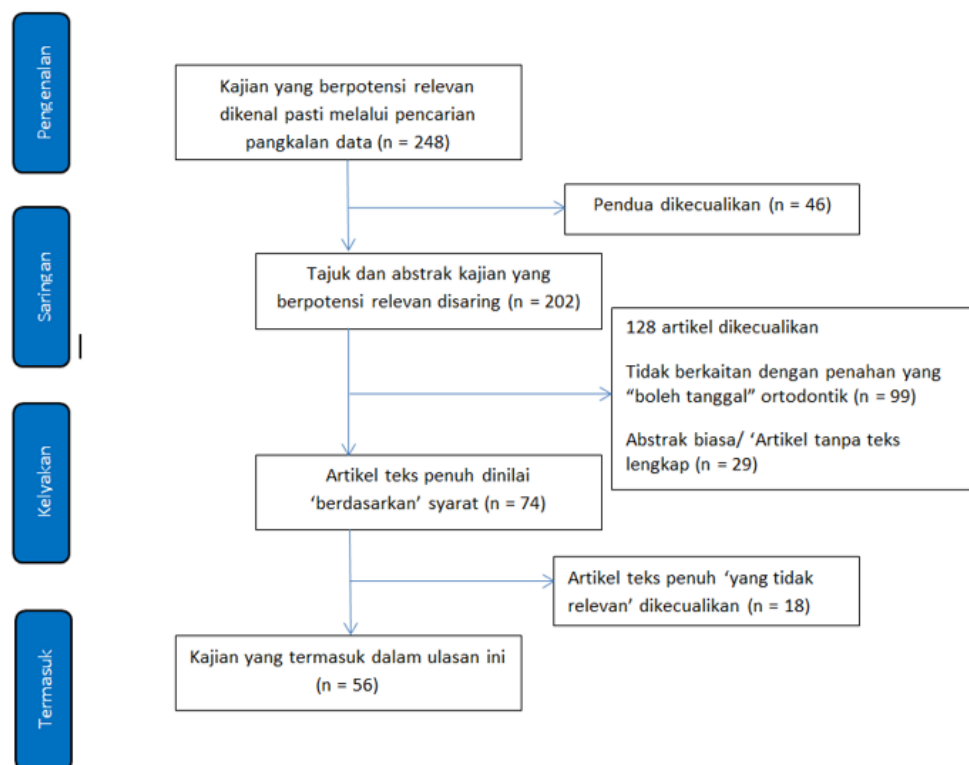 Pengenalan
Kajian yang berpotensi relevan
dikenal pasti melalui pencarian
pangkalan data (n = 248)
Pendua dikecualikan (n = 46)
Saringan
Tajuk dan abstrak kajian yang
berpotensi relevan disaring (n = 202)
128 artikel dikecualikan
Tidak berkaitan dengan penahan yang
“boleh tanggal” ortodontik (n = 99)
Abstrak biasa/ ‘Artikel tanpa teks
lengkap (n = 29)
Kelyakan
Artikel teks penuh dinilai
‘berdasarkan’ syarat (n = 74)
Artikel teks penuh ‘yang tidak
relevan’ dikecualikan (n = 18)
Termasuk
Kajian yang termasuk dalam ulasan ini
(n = 56)